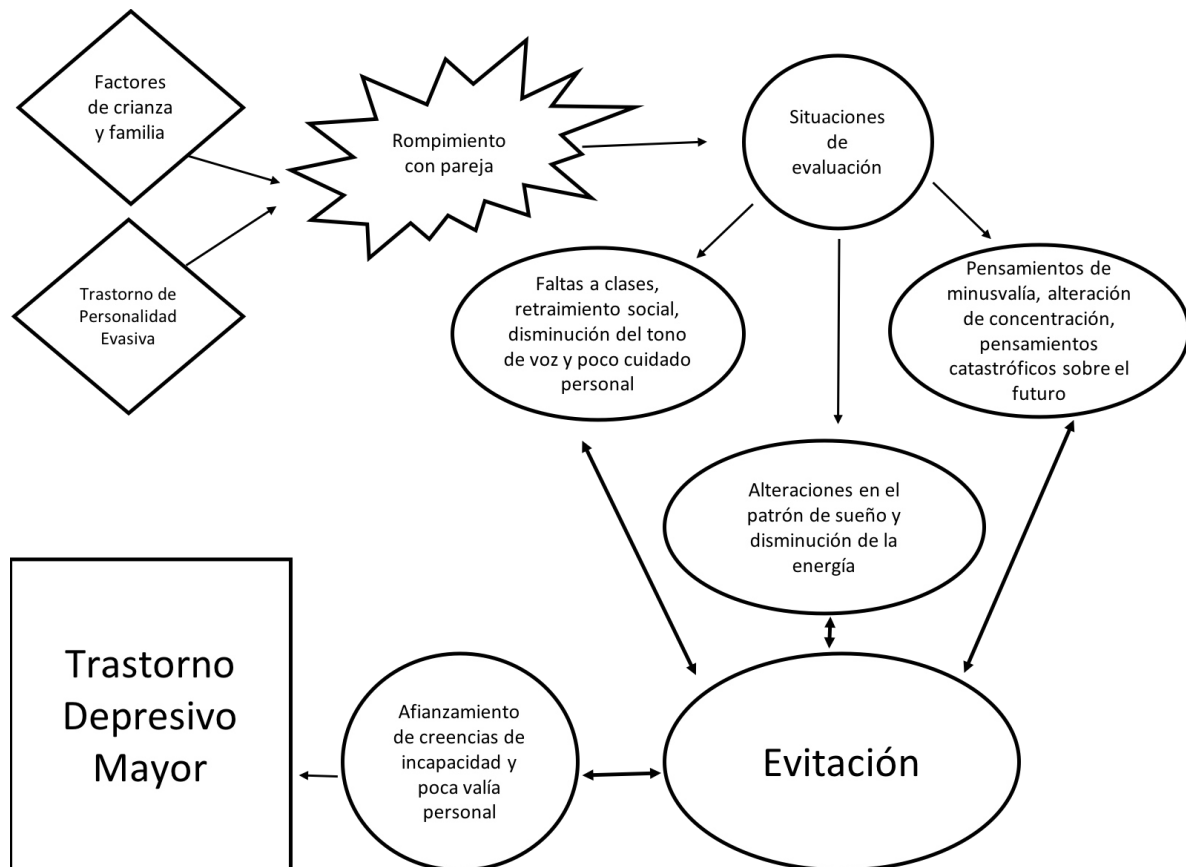 Factores
de crianza
y familia
Rompimiento
con pareja
Situaciones
de
evaluación
Trastorno de
Personalidad
Evasiva
Faltas a clases,
retraimiento social,
disminución del tono
de voz y poco cuidado
personal
Pensamientos de
minusvalía, alteración
de concentración,
pensamientos
catastróficos sobre el
futuro
Alteraciones en el
patrón de sueño y
disminución de la
energía
Trastorno
Depresivo
Mayor
Afianzamiento
de creencias de
incapacidad y
poca valía
personal
Evitación